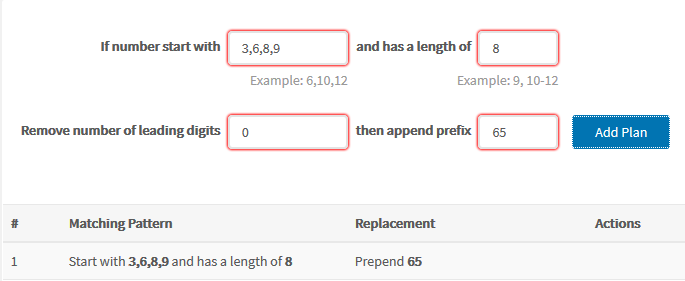 If number start with 3,6,8,9 and has a length of 8
Example: 6,10,12 Example: 9, 10-12
Remove number of leading digits 0 then append prefix 65 Add Plan
# Matching Pattern Replacement Actions
1 Start with 3,6,8,9 and has a length of 8 Prepend 65